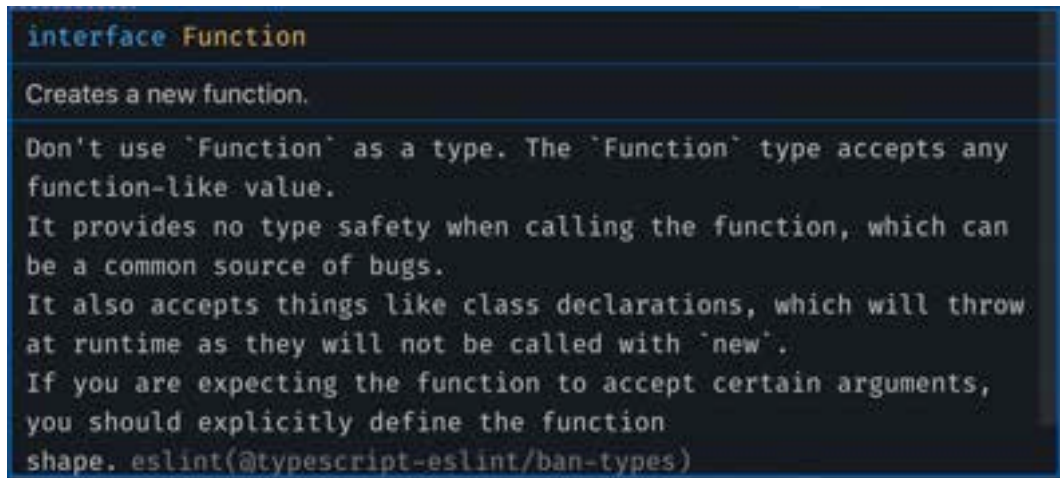 interface Function
Creates a new function.
Don't use `Function` as a type. The `Function` type accepts any
function-like value.
It provides no type safety when calling the function, which can
be a common source of bugs.
It also accepts things like class declarations, which will throw
at runtime as they will not be called with `new`.
If you are expecting the function to accept certain arguments,
you should explicitly define the function
shape. eslint(@typescript-eslint/ban-types)